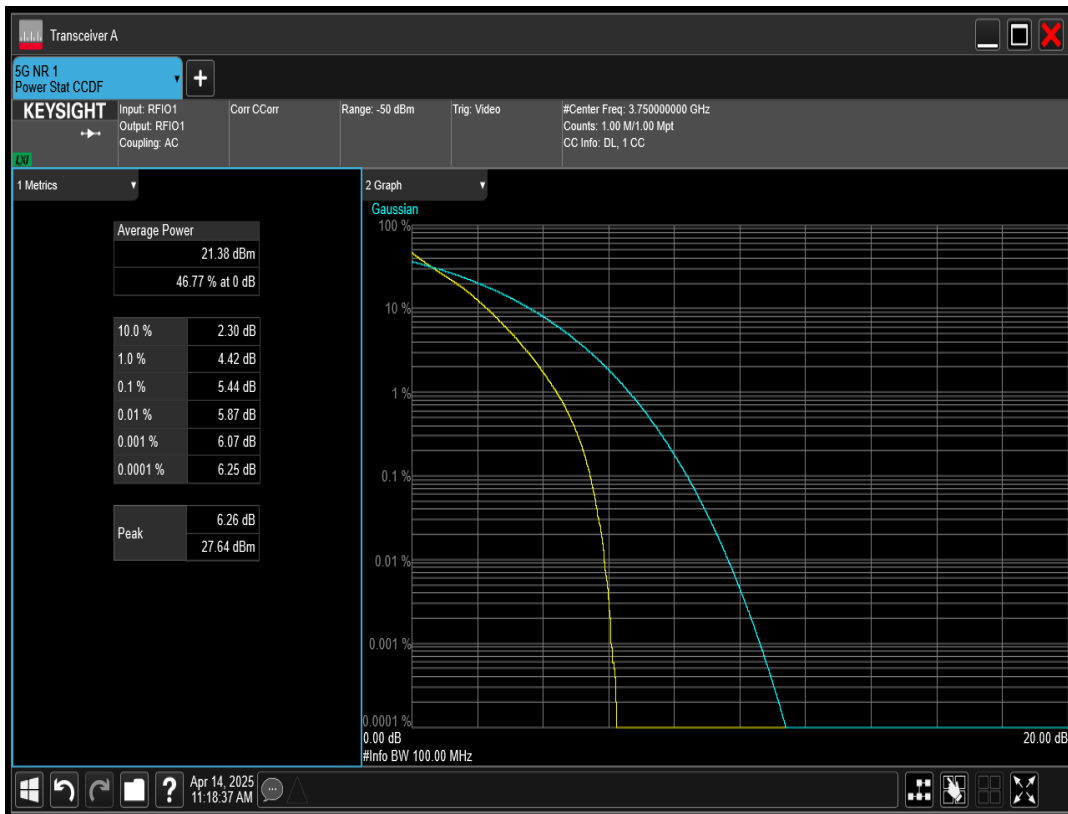 Transceiver A
5G NR 1
Power Stat CCDF
+
KEYSIGHT
LXI
Input: RFIO1
Output: RFIO1
Coupling: AC
Corr CCorr
Range: -50 dBm
Trig: Video
#Center Freq: 3.750000000 GHz
Counts: 1.00 M/1.00 Mpt
CC Info: DL, 1 CC
1 Metrics
Average Power
21.38 dBm
46.77 % at 0 dB
10.0 % 2.30 dB
1.0 % 4.42 dB
0.1 % 5.44 dB
0.01 % 5.87 dB
0.001 % 6.07 dB
0.0001 % 6.25 dB
Peak
6.26 dB
27.64 dBm
2 Graph
Gaussian
100 %
10 %
1 %
0.1 %
0.01 %
0.001 %
0.0001 %
0.00 dB 20.00 dB
#Info BW 100.00 MHz
?
Apr 14, 2025
11:18:37 AM